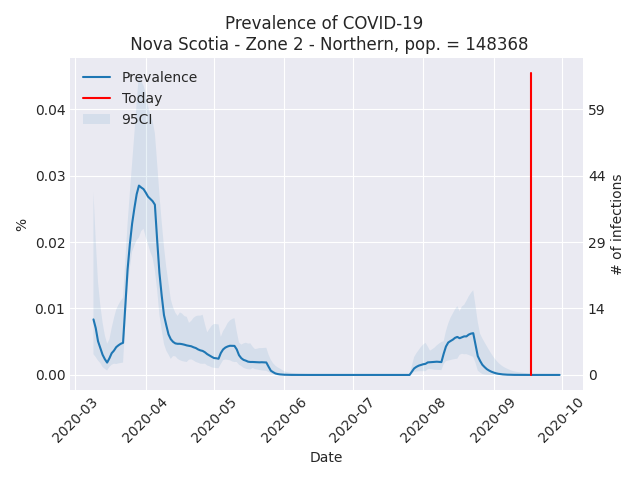 Prevalence of COVID-19
Nova Scotia - Zone 2 - Northern, pop. = 148368
Prevalence
Today
95CI
%
0.04
0.03
0.02
0.01
0.00
59
44
29
14
0
# of infections
2020-03
2020-04
2020-05
2020-06
2020-07
2020-08
2020-09
2020-10
Date